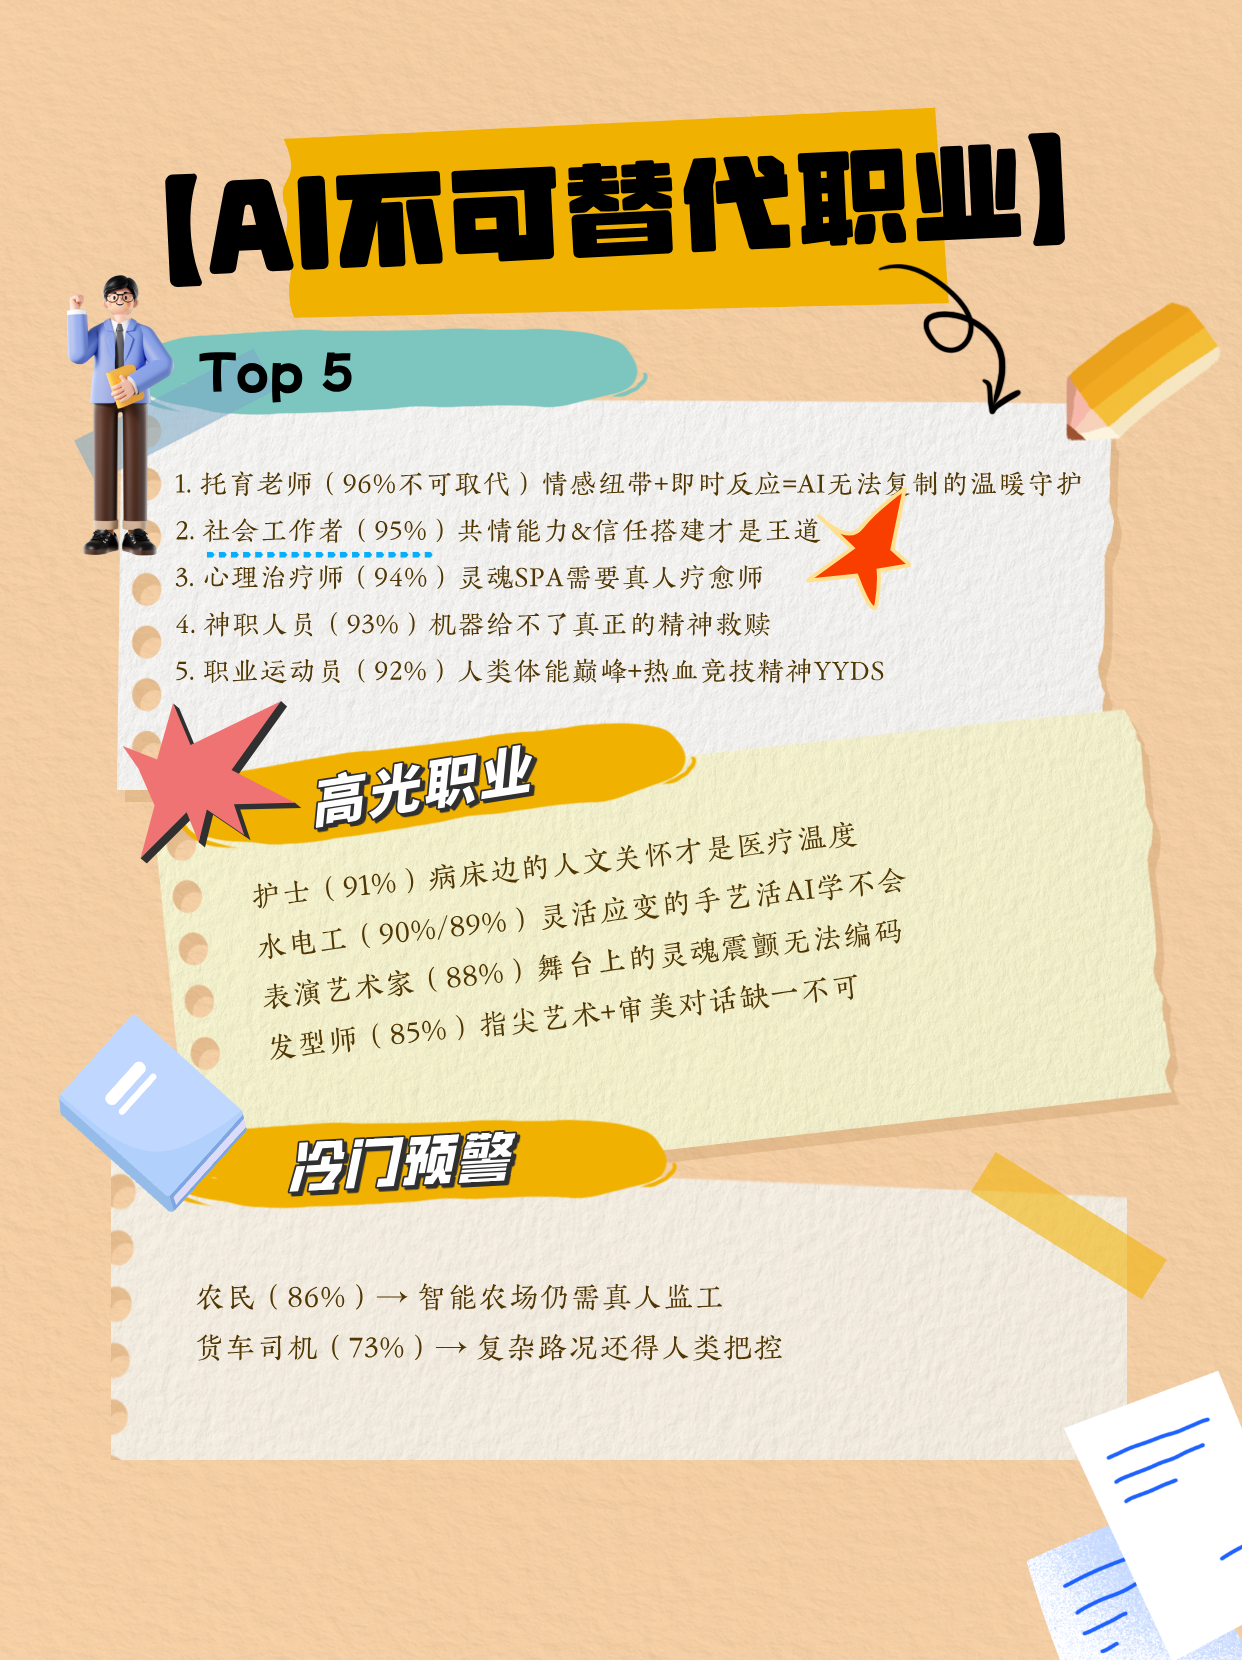 【AI不可替代职业】
Top 5
1. 托育老师（96%不可取代）情感纽带+即时反应=AI无法复制的温暖守护
2. 社会工作者（95%）共情能力&信任搭建才是王道
3. 心理治疗师（94%）灵魂SPA需要真人疗愈师
4. 神职人员（93%）机器给不了真正的精神救赎
5. 职业运动员（92%）人类体能巅峰+热血竞技精神YYDS
高光职业
护士（91%）病床边的人文关怀才是医疗温度
水电工（90%/89%）灵活应变的手艺活AI学不会
表演艺术家（88%）舞台上的灵魂震颤无法编码
发型师（85%）指尖艺术+审美对话缺一不可
冷门预警
农民（86%）→ 智能农场仍需真人监工
货车司机（73%）→ 复杂路况还得人类把控